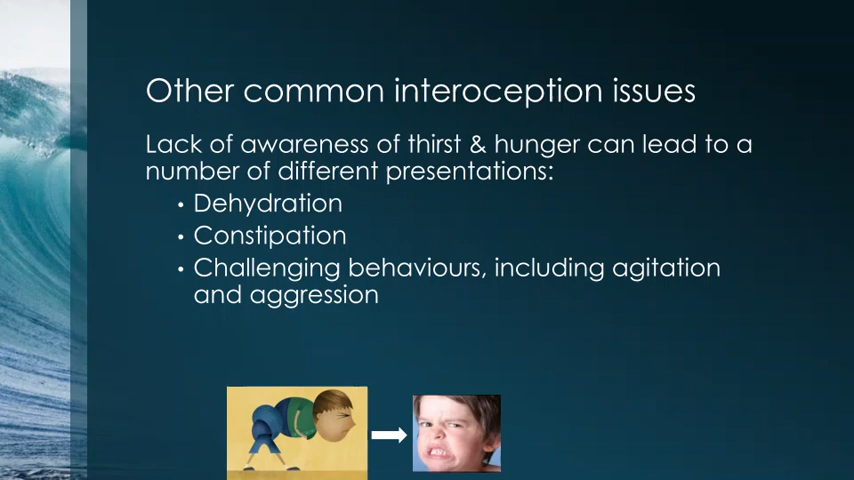 Other common interoception issues
Lack of awareness of thirst & hunger can lead to a
number of different presentations:
• Dehydration
• Constipation
• Challenging behaviours, including agitation
and aggression